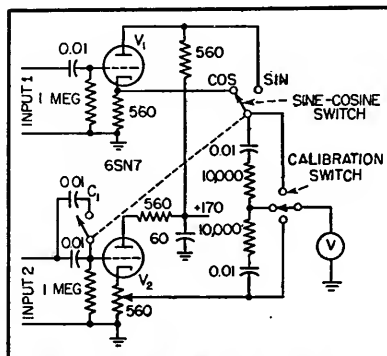 V1
0.01
560
SIN
COS
INPUT 1
1 MEG
560
SINE-COSINE
SWITCH
6SN7
0.01
CALIBRATION
SWITCH
0.01
C1
560
10,000
+170
0.01
60
10,000
V
INPUT 2
1 MEG
V2
560
0.01